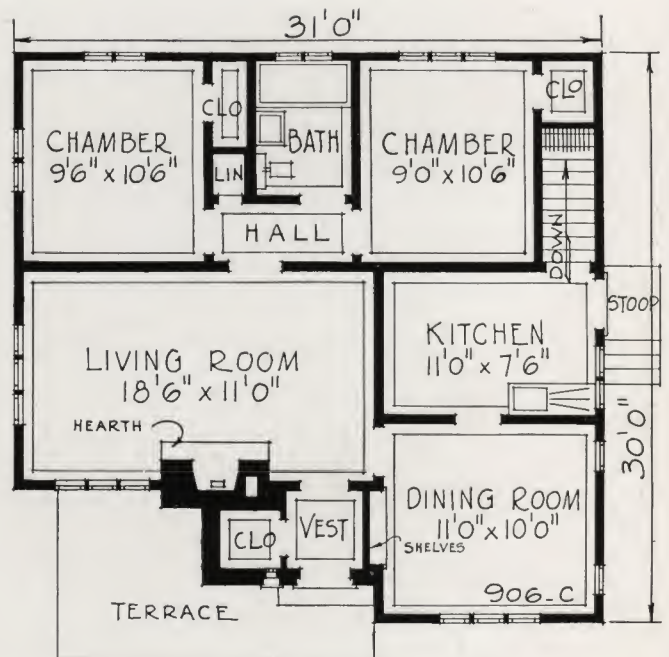 31'0"
CLO
CLO
CHAMBER
9'6" x 10'6"
BATH
CHAMBER
9'0" x 10'6"
LIN
HALL
DOWN
STOOP
LIVING ROOM
18'6" x 11'0"
KITCHEN
11'0" x 7'6"
HEARTH
30'0"
DINING ROOM
11'0" x 10'0"
CLO
VEST
SHELVES
906-C
TERRACE